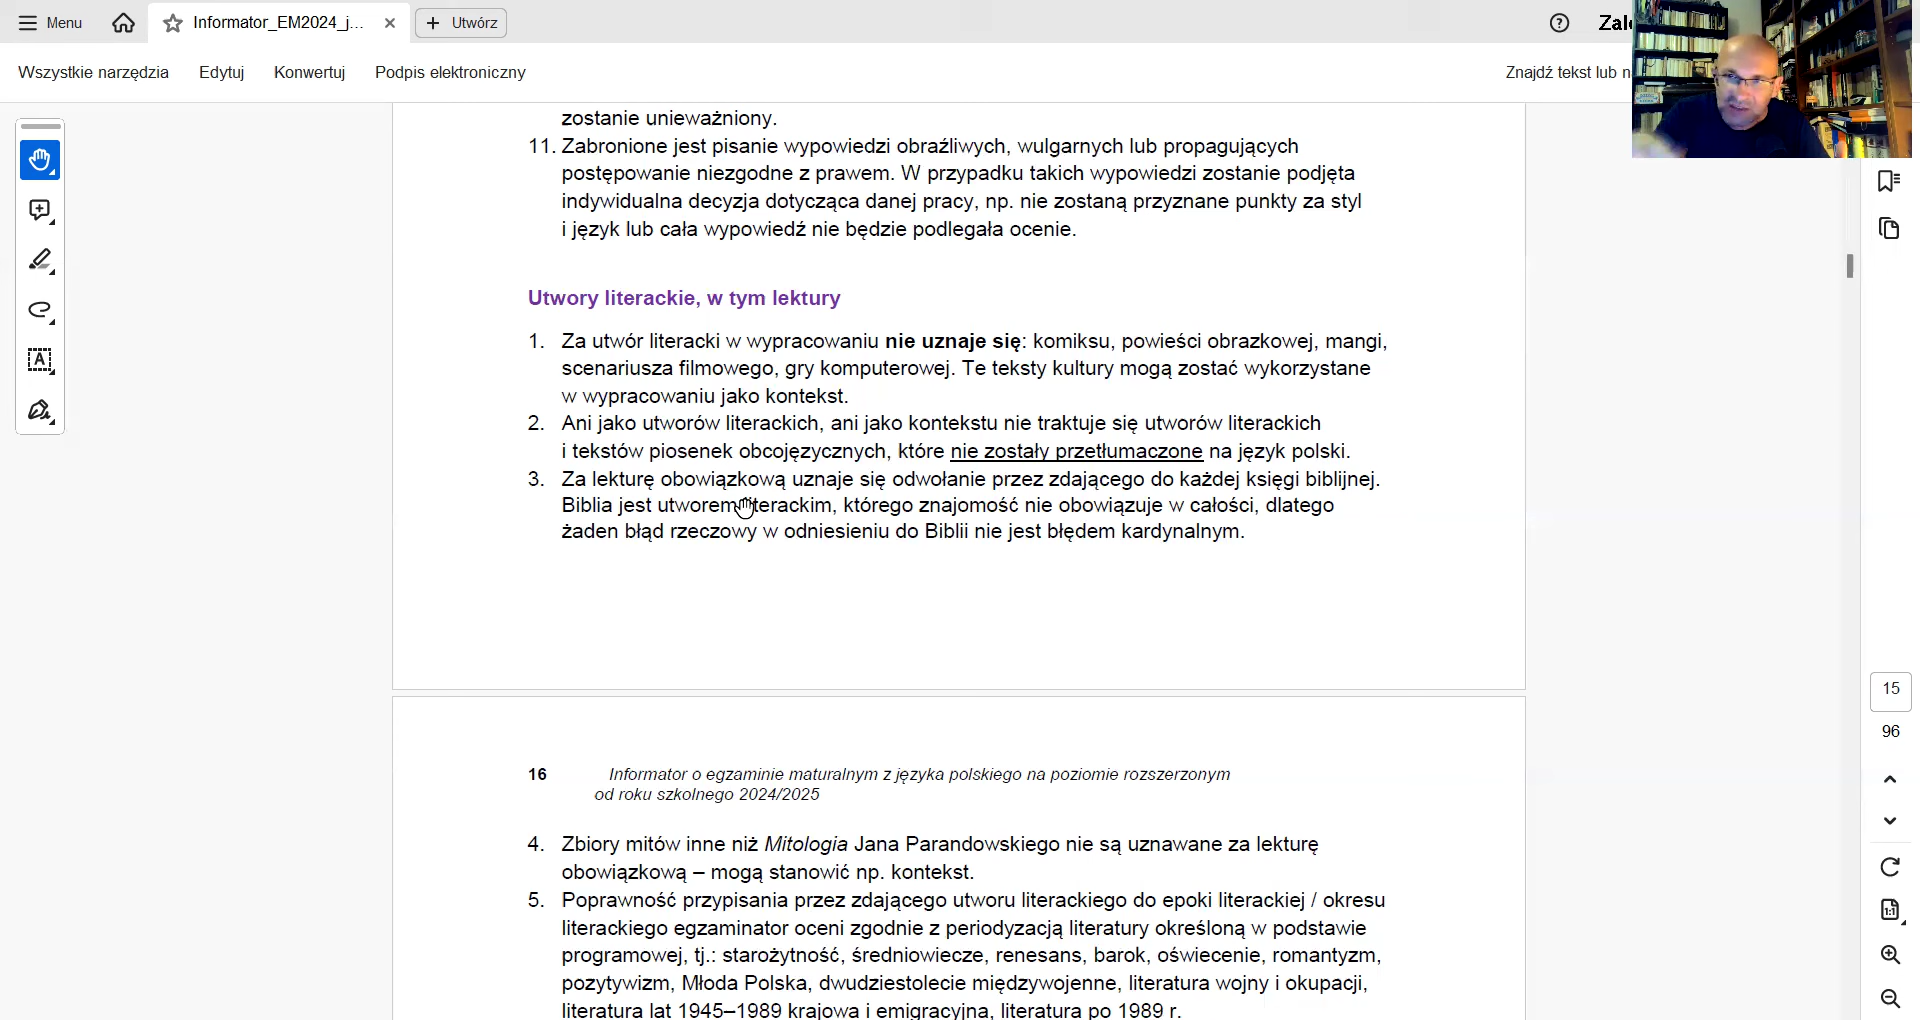 Menu
Informator_EM2024_j...
Utwórz
Zalo
Wszystkie narzędzia
Edytuj
Konwertuj
Podpis elektroniczny
Znajdź tekst lub n
zostanie unieważniony.
11. Zabronione jest pisanie wypowiedzi obraźliwych, wulgarnych lub propagujących
postępowanie niezgodne z prawem. W przypadku takich wypowiedzi zostanie podjęta
indywidualna decyzja dotycząca danej pracy, np. nie zostaną przyznane punkty za styl
i język lub cała wypowiedź nie będzie podlegała ocenie.
Utwory literackie, w tym lektury
1. Za utwór literacki w wypracowaniu nie uznaje się: komiksu, powieści obrazkowej, mangi,
scenariusza filmowego, gry komputerowej. Te teksty kultury mogą zostać wykorzystane
w wypracowaniu jako kontekst.
2. Ani jako utworów literackich, ani jako kontekstu nie traktuje się utworów literackich
i tekstów piosenek obcojęzycznych, które nie zostały przetłumaczone na język polski.
3. Za lekturę obowiązkową uznaje się odwołanie przez zdającego do każdej księgi biblijnej.
Biblia jest utworem literackim, którego znajomość nie obowiązuje w całości, dlatego
żaden błąd rzeczowy w odniesieniu do Biblii nie jest błędem kardynalnym.
15
96
16 Informator o egzaminie maturalnym z języka polskiego na poziomie rozszerzonym
od roku szkolnego 2024/2025
4. Zbiory mitów inne niż Mitologia Jana Parandowskiego nie są uznawane za lekturę
obowiązkową – mogą stanowić np. kontekst.
5. Poprawność przypisania przez zdającego utworu literackiego do epoki literackiej / okresu
literackiego egzaminator oceni zgodnie z periodyzacją literatury określoną w podstawie
programowej, tj.: starożytność, średniowiecze, renesans, barok, oświecenie, romantyzm,
pozytywizm, Młoda Polska, dwudziestolecie międzywojenne, literatura wojny i okupacji,
literatura lat 1945–1989 krajowa i emigracyjna, literatura po 1989 r.